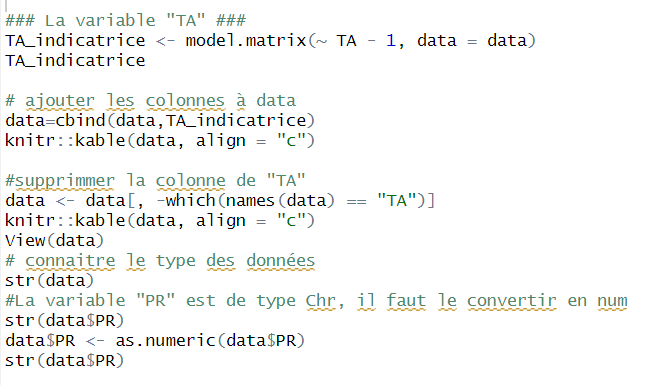 ### La variable "TA" ###
TA_indicatrice <- model.matrix(~ TA - 1, data = data)
TA_indicatrice
# ajouter les colonnes à data
data=cbind(data,TA_indicatrice)
knitr::kable(data, align = "c")
#supprimmer la colonne de "TA"
data <- data[, -which(names(data) == "TA")]
knitr::kable(data, align = "c")
View(data)
# connaitre le type des données
str(data)
#La variable "PR" est de type Chr, il faut le convertir en num
str(data$PR)
data$PR <- as.numeric(data$PR)
str(data$PR)